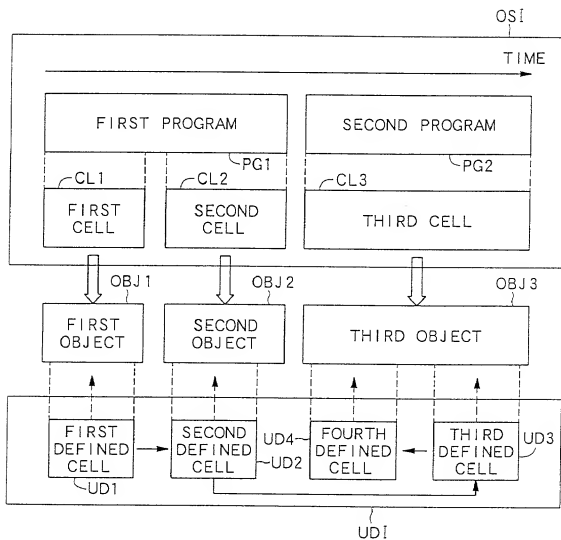 OSI
TIME
FIRST PROGRAM
SECOND PROGRAM
PG1
PG2
CL1
CL2
CL3
FIRST
CELL
SECOND
CELL
THIRD CELL
OBJ1
OBJ2
OBJ3
FIRST
OBJECT
SECOND
OBJECT
THIRD OBJECT
FIRST
DEFINED
CELL
SECOND
DEFINED
CELL
UD4
FOURTH
DEFINED
CELL
THIRD
DEFINED
CELL
UD3
UD1
UD2
UDI